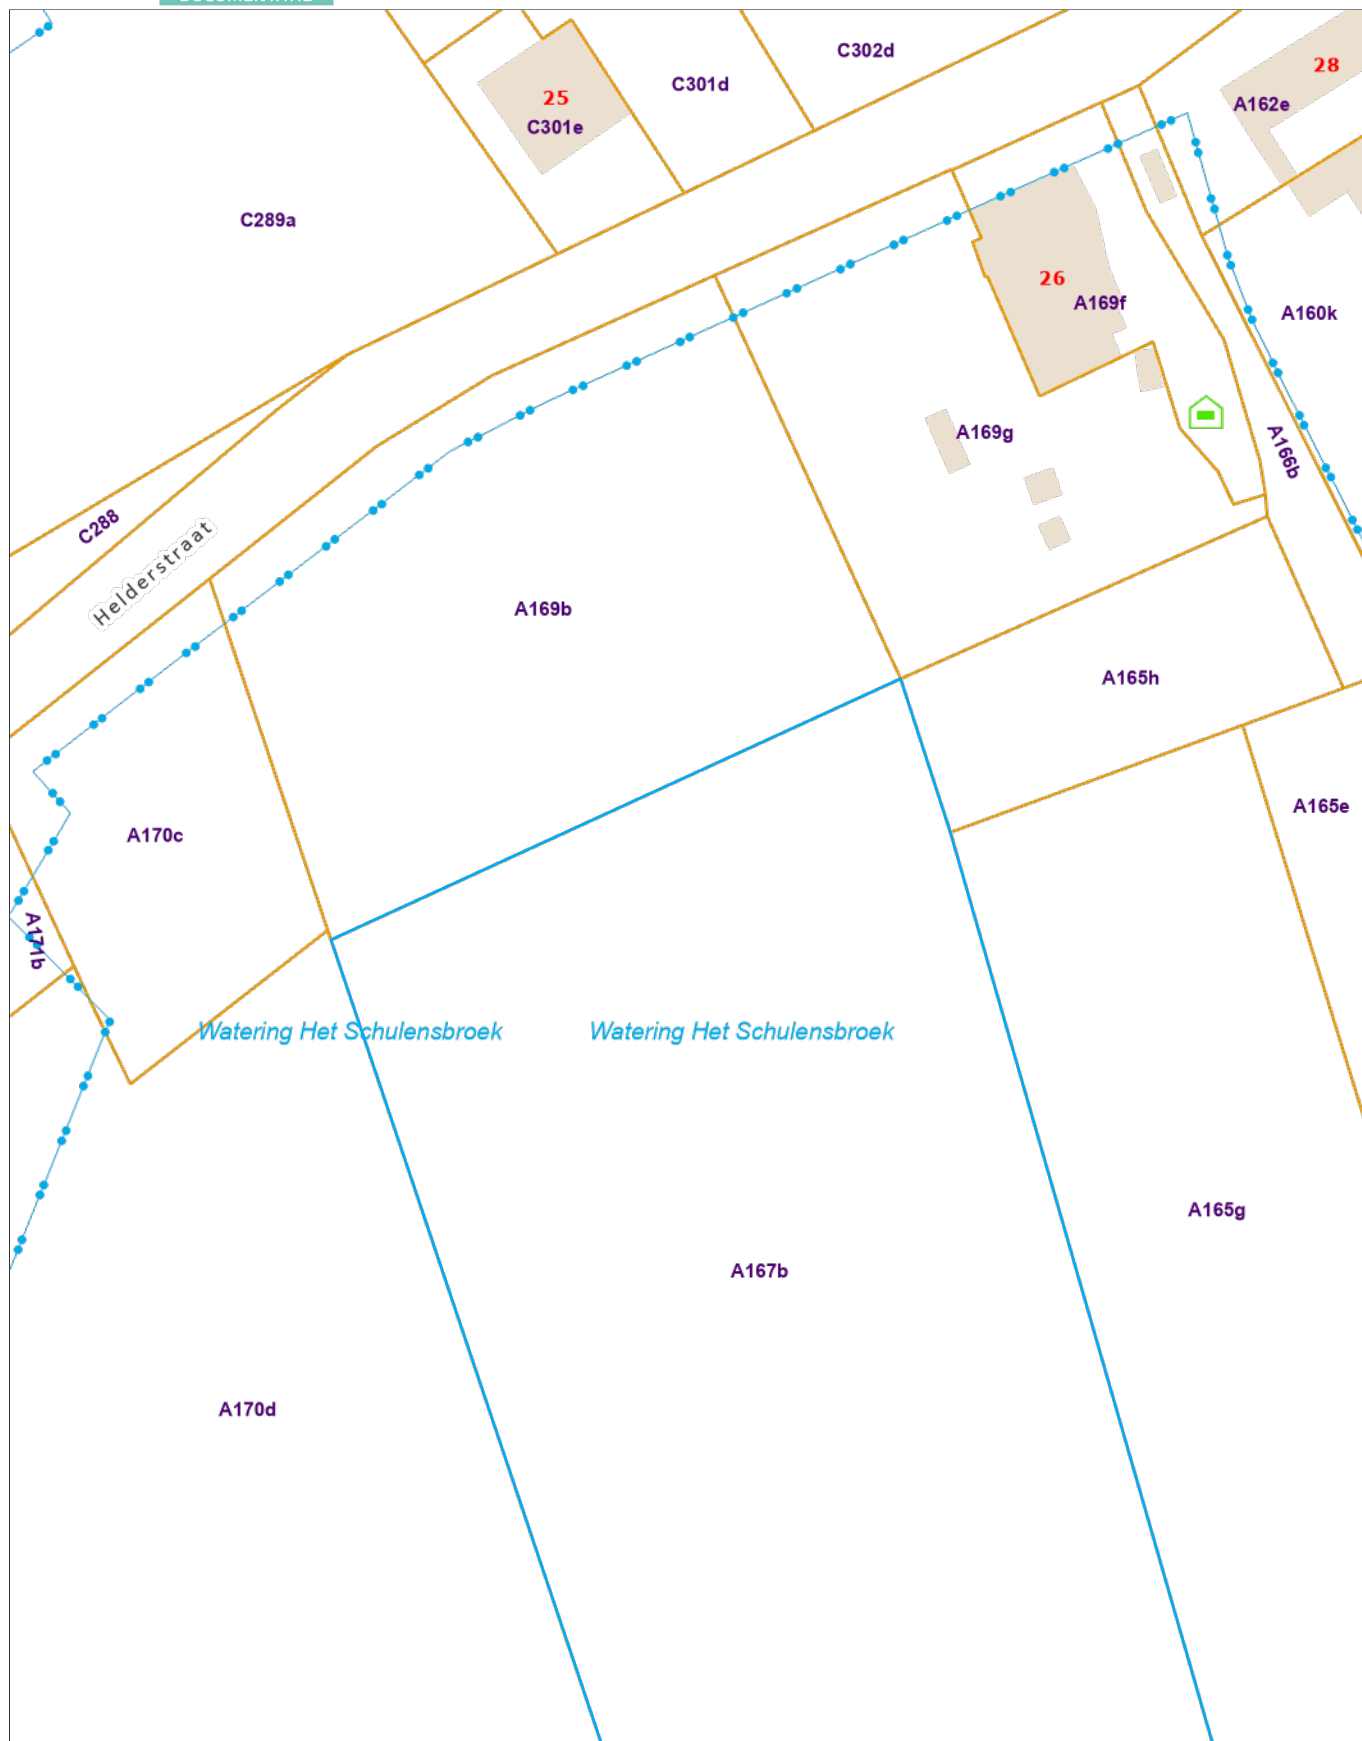 C302d
28
C301d
25
A162e
C301e
C289a
26
A169f
A160k
A169g
A166b
C288
Helderstraat
A169b
A165h
A165e
A170c
A171b
Watering Het Schulensbroek
Watering Het Schulensbroek
A165g
A167b
A170d